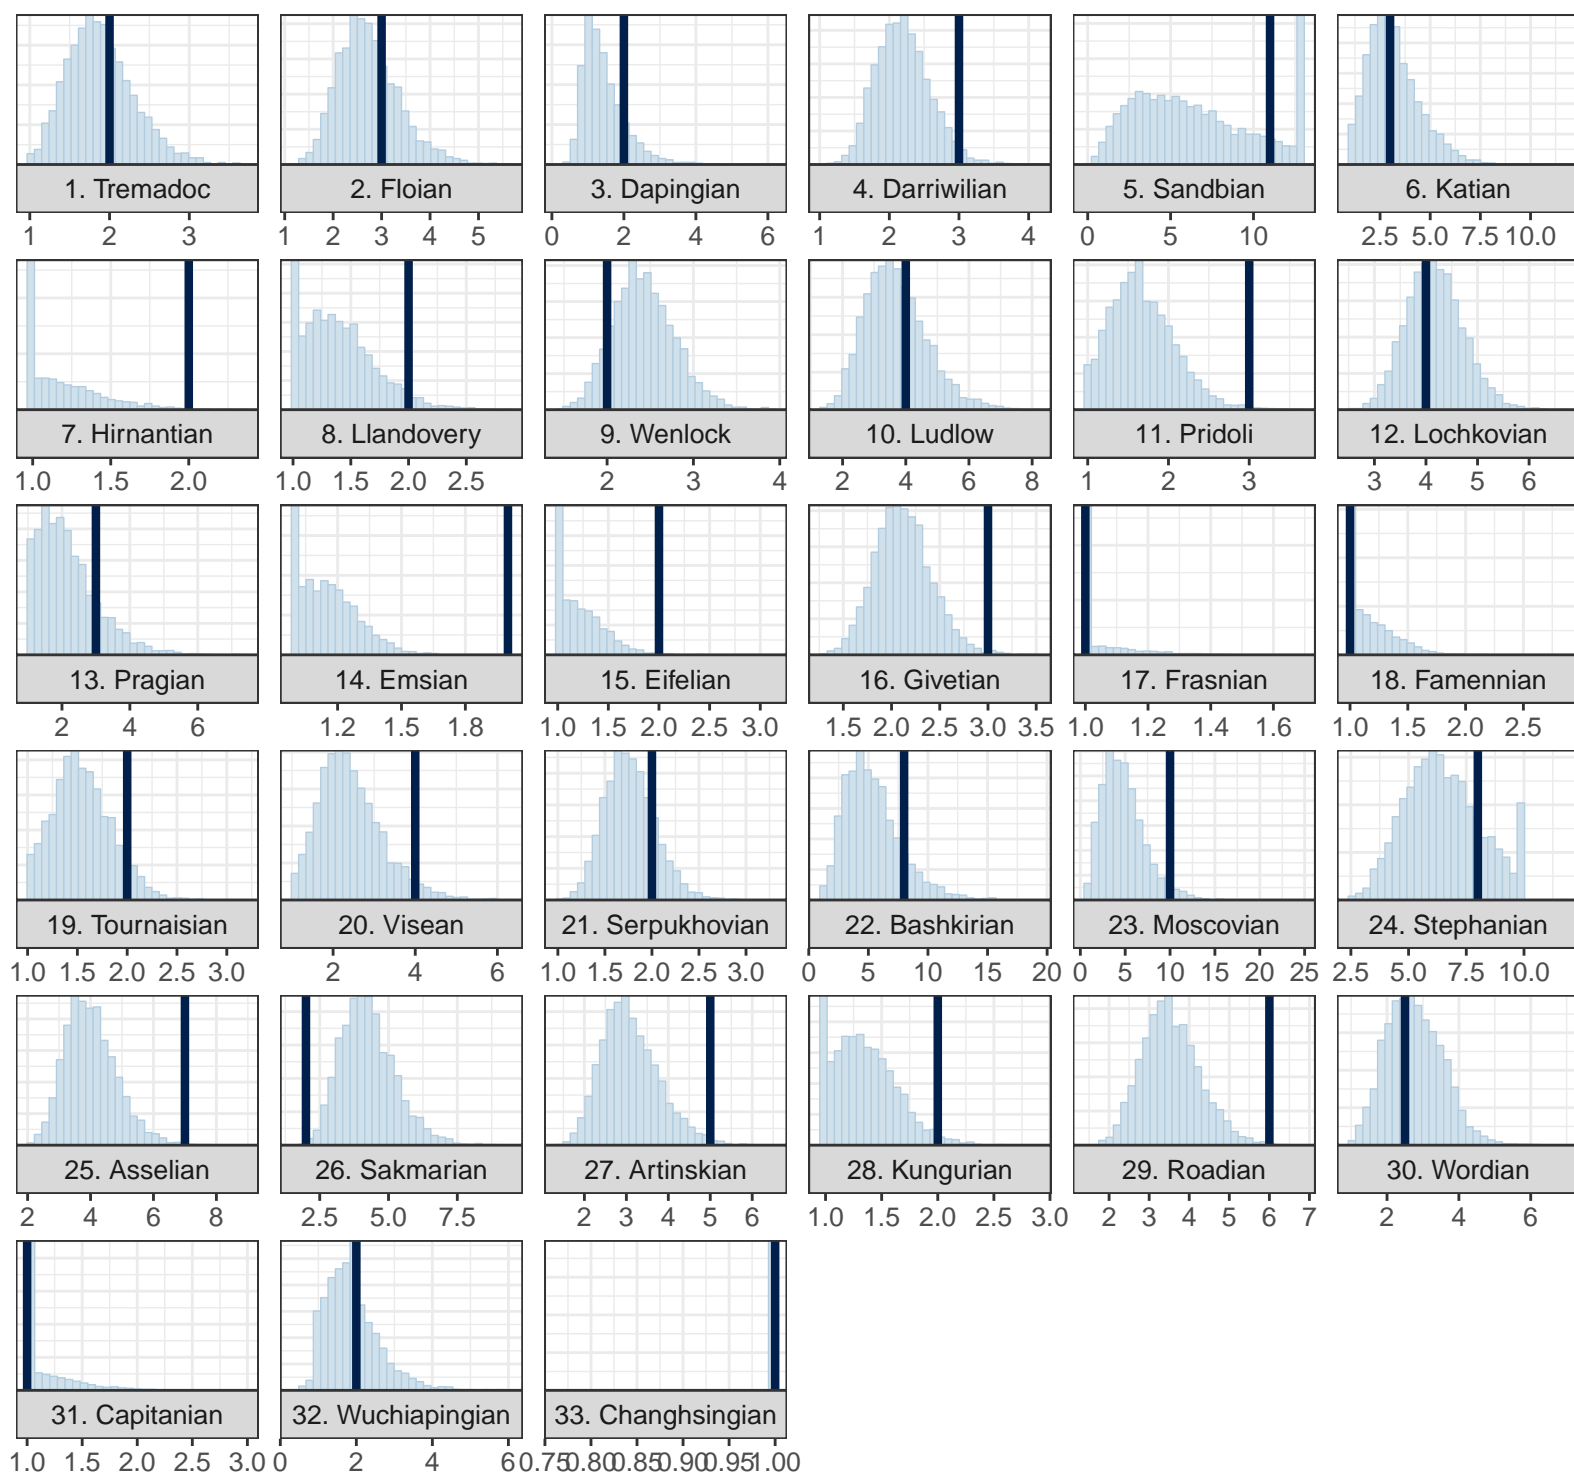 1. Tremadoc 2. Floian 3. Dapingian 4. Darriwilian 5. Sandbian 6. Katian
1 2 3 1 2 3 4 5 0 2 4 6 1 2 3 4 0 5 10 2.5 5.0 7.5 10.0
7. Hirnantian 8. Llandovery 9. Wenlock 10. Ludlow 11. Pridoli 12. Lochkovian
1.0 1.5 2.0 1.0 1.5 2.0 2.5 2 3 4 2 4 6 8 1 2 3 3 4 5 6
13. Pragian 14. Emsian 15. Eifelian 16. Givetian 17. Frasnian 18. Famennian
2 4 6 1.2 1.5 1.8 1.0 1.5 2.0 2.5 3.0 1.5 2.0 2.5 3.0 3.5 1.0 1.2 1.4 1.6 1.0 1.5 2.0 2.5
19. Tournaisian 20. Visean 21. Serpukhovian 22. Bashkirian 23. Moscovian 24. Stephanian
1.0 1.5 2.0 2.5 3.0 2 4 6 1.0 1.5 2.0 2.5 3.0 0 5 10 15 20 0 5 10 15 20 25 2.5 5.0 7.5 10.0
25. Asselian 26. Sakmarian 27. Artinskian 28. Kungurian 29. Roadian 30. Wordian
2 4 6 8 2.5 5.0 7.5 2 3 4 5 6 1.0 1.5 2.0 2.5 3.0 2 3 4 5 6 7 2 4 6
31. Capitanian 32. Wuchiapingian 33. Changhsingian
1.0 1.5 2.0 2.5 3.0 0 2 4 6 0.75 0.80 0.85 0.90 0.95 1.00